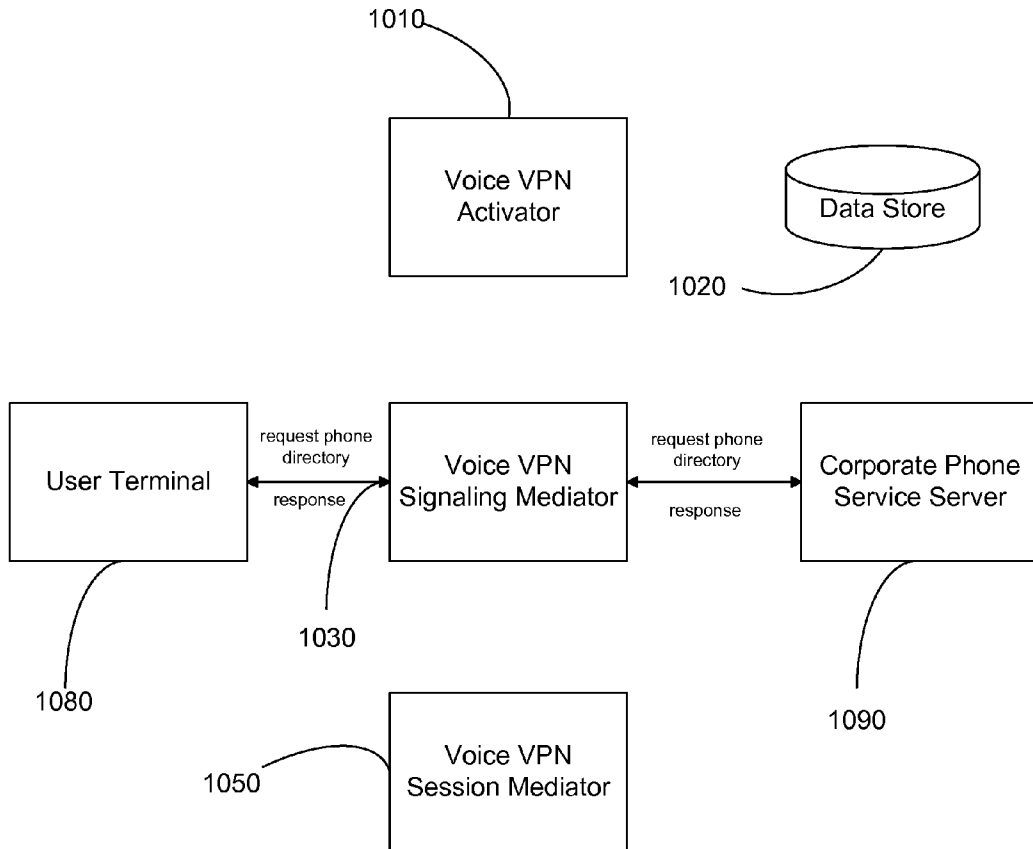 1010
Voice VPN
Activator
Data Store
1020
User Terminal
request phone
directory
response
Voice VPN
Signaling Mediator
request phone
directory
response
Corporate Phone
Service Server
1030
1080
1090
Voice VPN
Session Mediator
1050